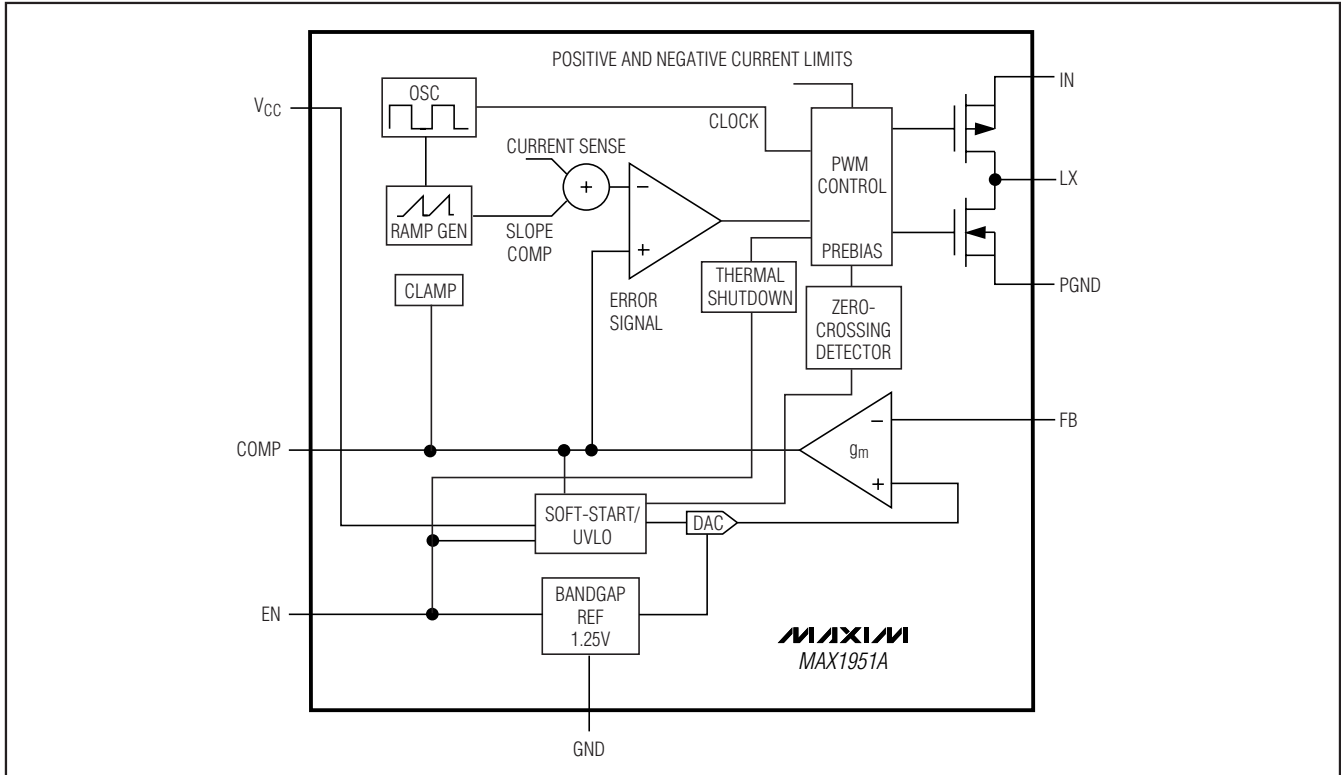 POSITIVE AND NEGATIVE CURRENT LIMITS
IN
OSC
VCC
CLOCK
CURRENT SENSE
PWM
CONTROL
LX
+
−
RAMP GEN
SLOPE
COMP
+
PREBIAS
THERMAL
SHUTDOWN
CLAMP
PGND
ERROR
SIGNAL
ZERO-
CROSSING
DETECTOR
FB
−
COMP
gm
+
SOFT-START/
UVLO
DAC
EN
BANDGAP
REF
1.25V
MAXIM
MAX1951A
GND